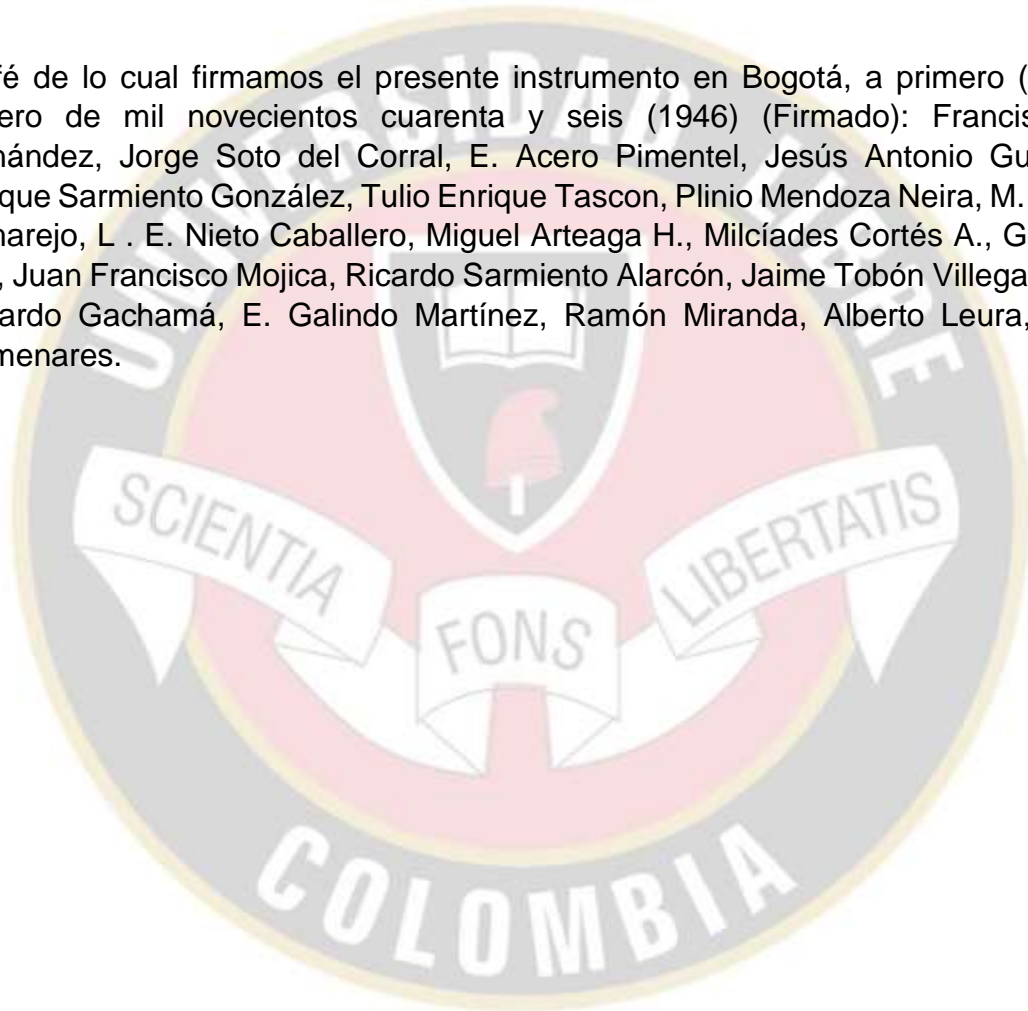 fé de lo cual firmamos el presente instrumento en Bogotá, a primero (
ero de mil novecientos cuarenta y seis (1946) (Firmado): Francis
nández, Jorge Soto del Corral, E. Acero Pimentel, Jesús Antonio Gu
que Sarmiento González, Tulio Enrique Tascon, Plinio Mendoza Neira, M.
narejo, L . E. Nieto Caballero, Miguel Arteaga H., Milcíades Cortés A., G
, Juan Francisco Mojica, Ricardo Sarmiento Alarcón, Jaime Tobón Villega
ardo Gachamá, E. Galindo Martínez, Ramón Miranda, Alberto Leura,
menares.
UNIVERSIDAD LIBRE
SCIENTIA
FONS
LIBERTATIS
COLOMBIA